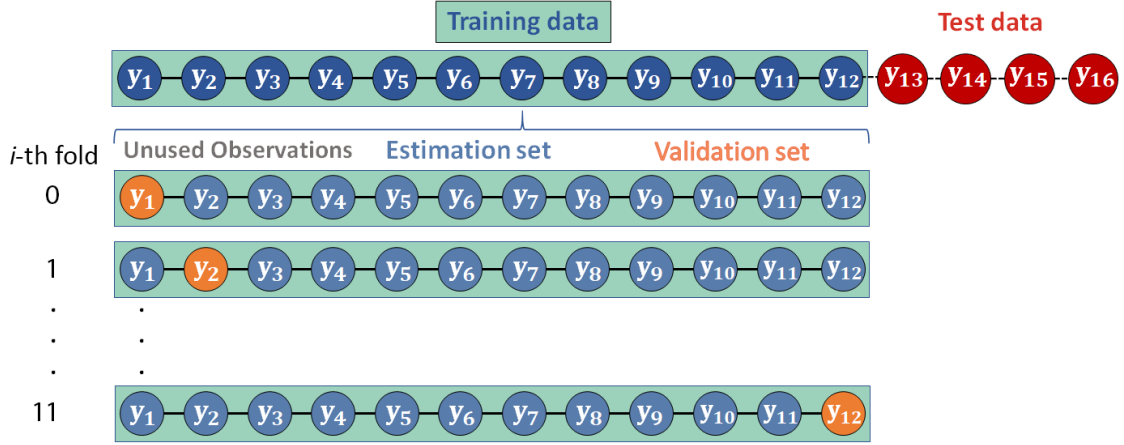 Training data Test data
y1 y2 y3 y4 y5 y6 y7 y8 y9 y10 y11 y12 y13 y14 y15 y16
i-th fold Unused Observations Estimation set Validation set
0 y1 y2 y3 y4 y5 y6 y7 y8 y9 y10 y11 y12
1 y1 y2 y3 y4 y5 y6 y7 y8 y9 y10 y11 y12
. .
. .
. .
11 y1 y2 y3 y4 y5 y6 y7 y8 y9 y10 y11 y12